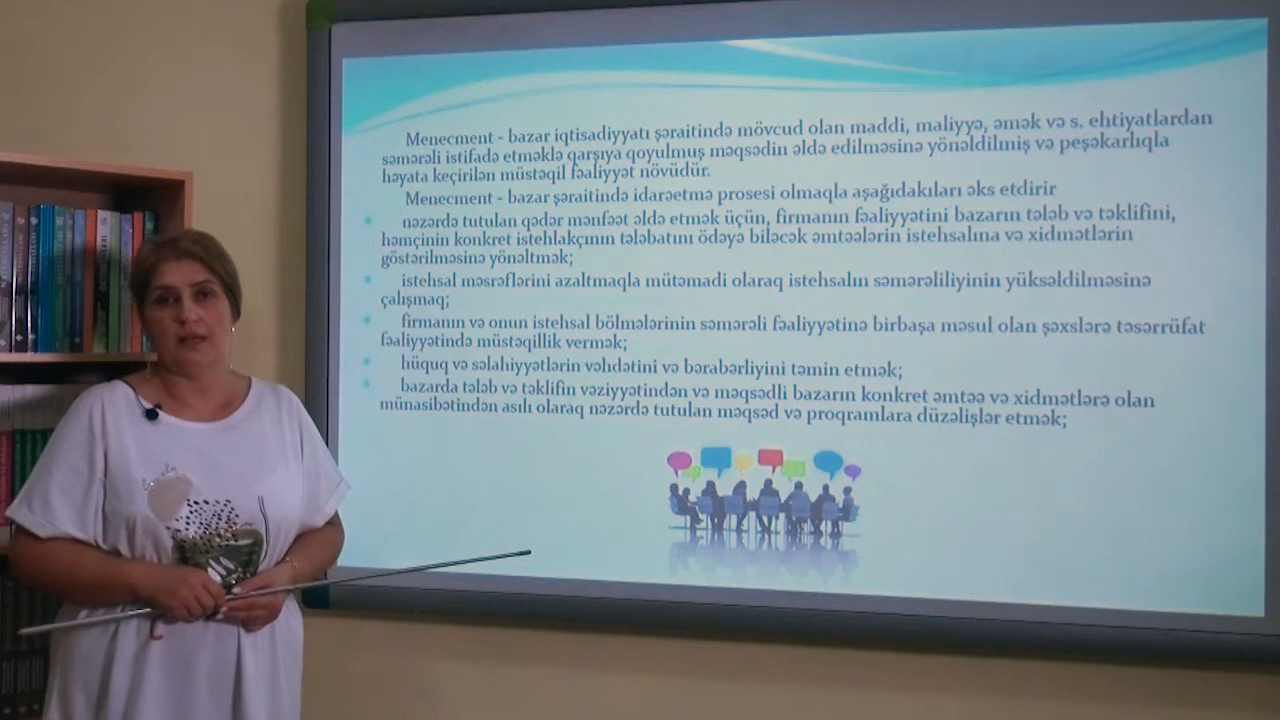 Menecment - bazar iqtisadiyyatı şəraitində mövcud olan maddi, maliyyə, əmək və s. ehtiyatlardan
səmərəli istifadə etməklə qarşıya qoyulmuş məqsədin əldə edilməsinə yönəldilmiş və peşəkarlıqla
həyata keçirilən müstəqil fəaliyyət növüdür.
Menecment - bazar şəraitində idarəetmə prosesi olmaqla aşağıdakıları əks etdirir
nəzərdə tutulan qədər mənfəət əldə etmək üçün, firmanın fəaliyyətini bazarın tələb və təklifini,
həmçinin konkret istehlakçının tələbatını ödəyə biləcək əmtəələrin istehsalına və xidmətlərin
göstərilməsinə yönəltmək;
istehsal məsrəflərini azaltmaqla mütəmadi olaraq istehsalın səmərəliliyinin yüksəldilməsinə
çalışmaq;
firmanın və onun istehsal bölmələrinin səmərəli fəaliyyətinə birbaşa məsul olan şəxslərə təsərrüfat
fəaliyyətində müstəqillik vermək;
hüquq və səlahiyyətlərin vəhdətini və bərabərliyini təmin etmək;
bazarda tələb və təklifin vəziyyətindən və məqsədli bazarın konkret əmtəə və xidmətlərə olan
münasibətindən asılı olaraq nəzərdə tutulan məqsəd və proqramlara düzəlişlər etmək;